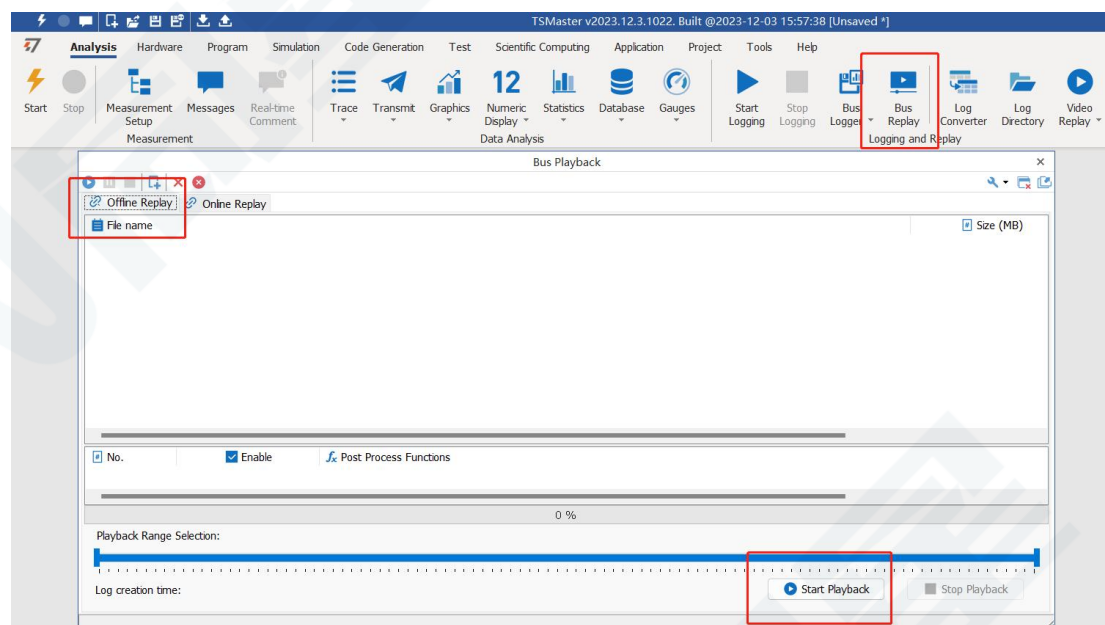 TSMaster v2023.12.3.1022. Built @2023-12-03 15:57:38 [Unsaved *]
Analysis Hardware Program Simulation Code Generation Test Scientific Computing Application Project Tools Help
12
Start Stop Measurement Setup Messages Real-time Comment Trace Transmit Graphics Numeric Display Statistics Database Gauges Start Logging Stop Logging Bus Logger Bus Replay Log Converter Log Directory Video Replay
Measurement Data Analysis Logging and Replay
Bus Playback
Offline Replay Online Replay
File name Size (MB)
No. Enable fx Post Process Functions
0 %
Playback Range Selection:
Log creation time: Start Playback Stop Playback